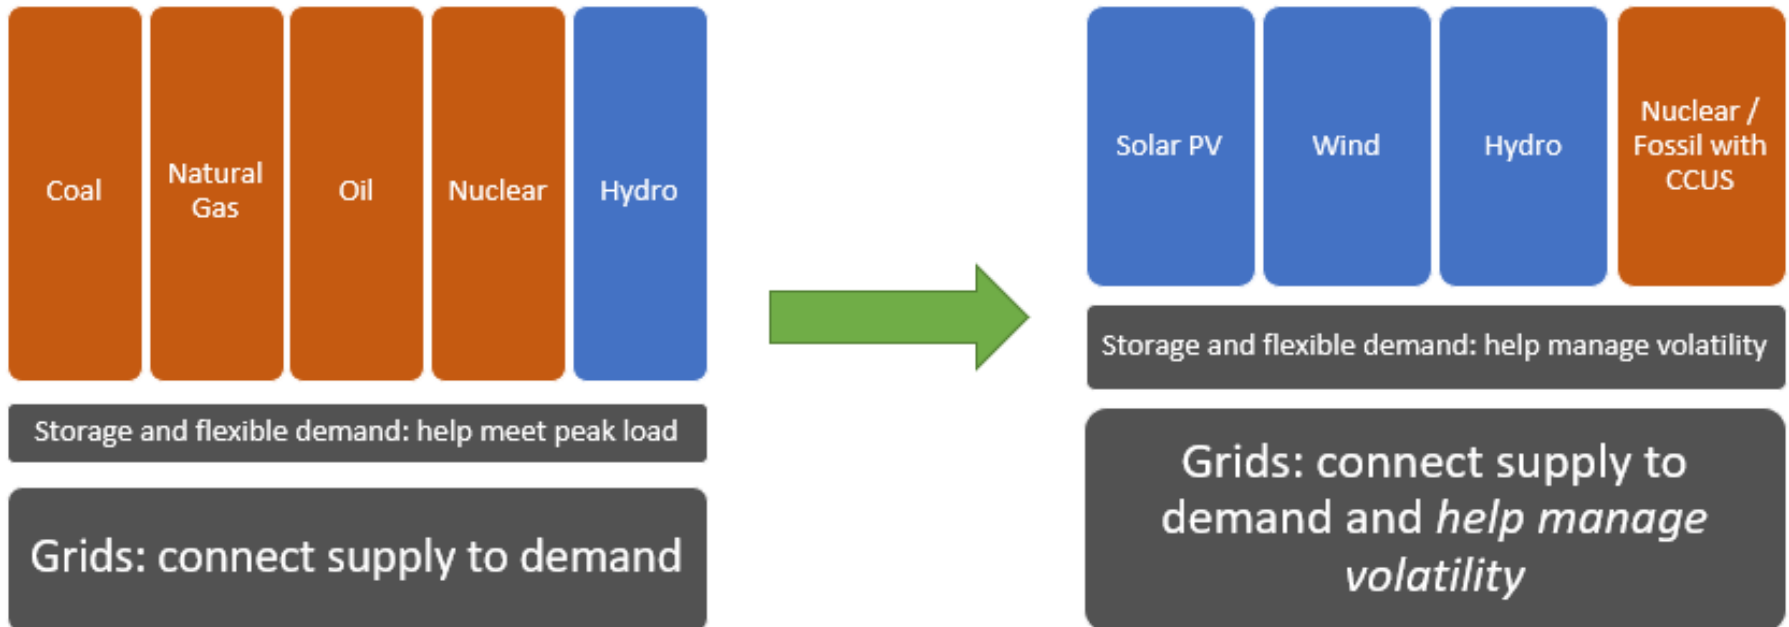 Coal
Natural
Gas
Oil
Nuclear
Hydro
Storage and flexible demand: help meet peak load
Grids: connect supply to demand
Solar PV
Wind
Hydro
Nuclear /
Fossil with
CCUS
Storage and flexible demand: help manage volatility
Grids: connect supply to
demand and help manage
volatility